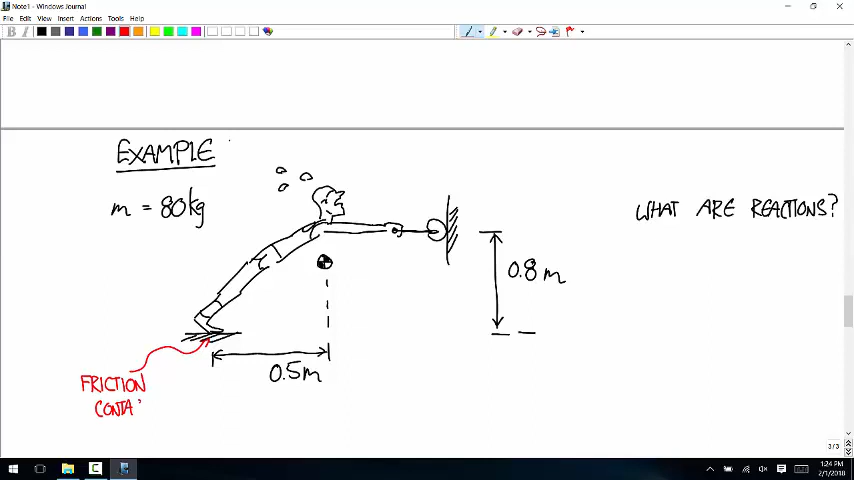 Note1 - Windows Journal
File Edit View Insert Actions Tools Help
B I
EXAMPLE
m = 80kg
WHAT ARE REACTIONS?
0.8m
0.5m
FRICTION
CONTA
3/3
1:24 PM
2/1/2018